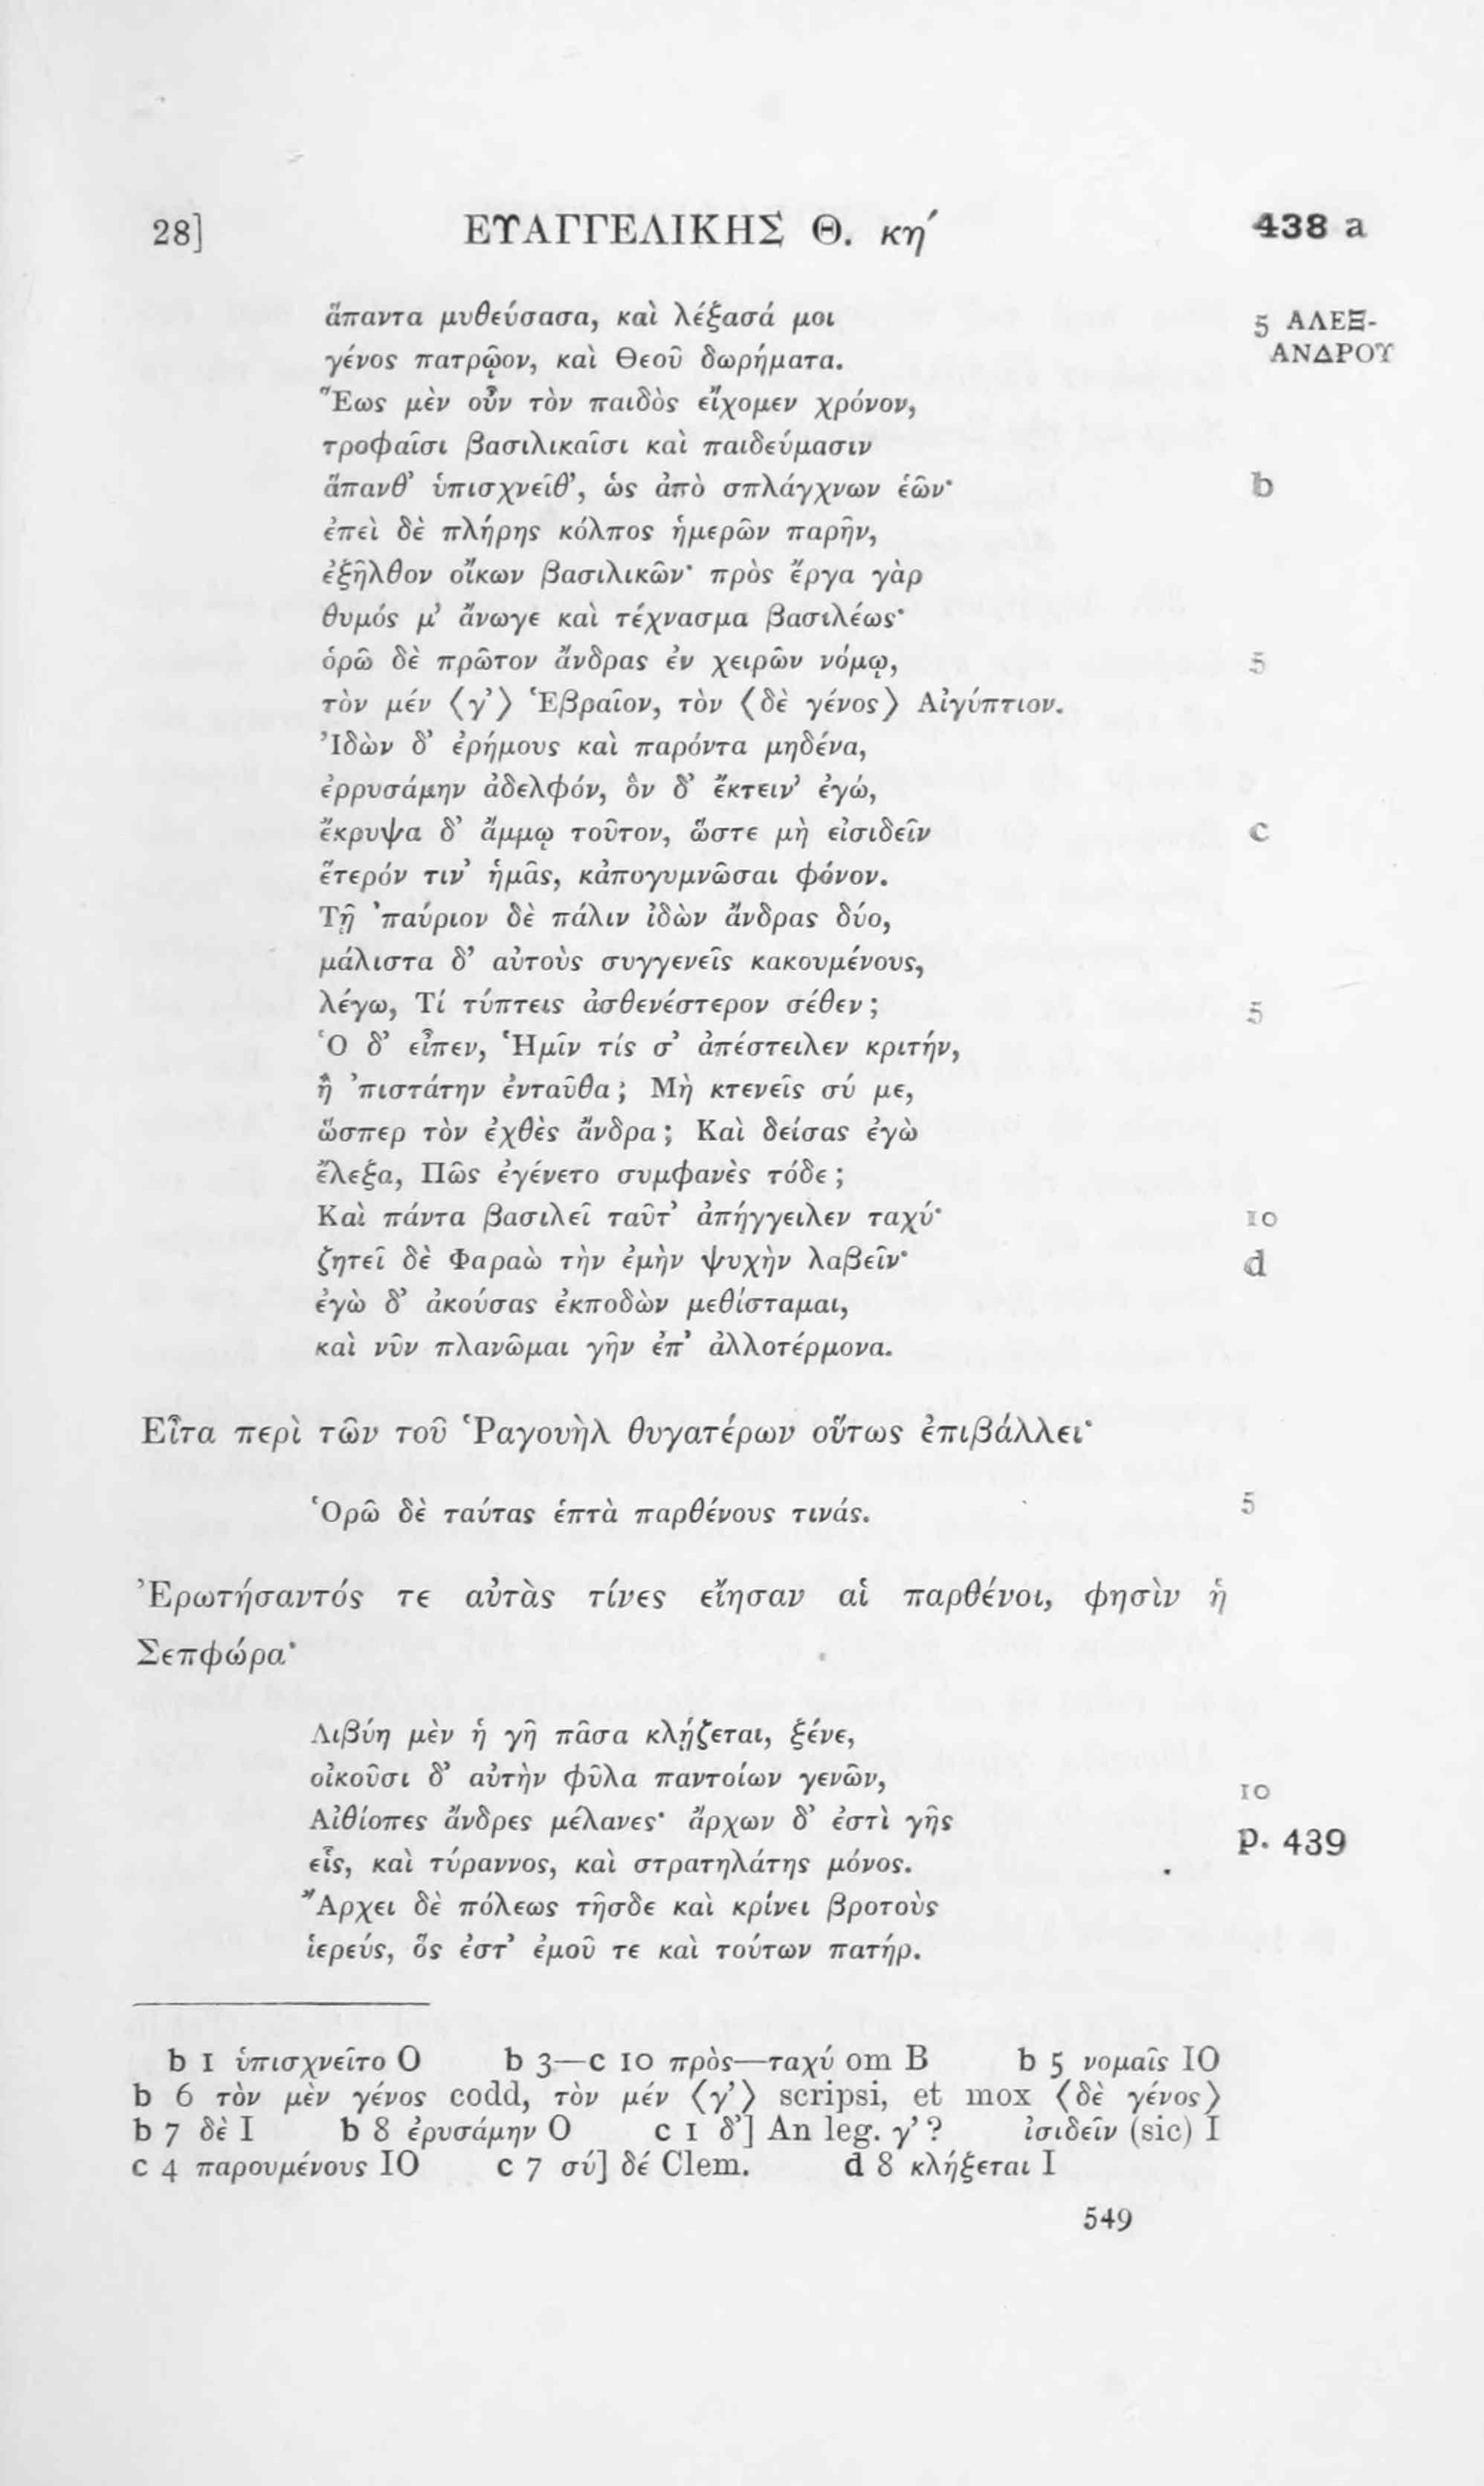 28] ΕΥΑΓΓΕΛΙΚΗΣ Θ. κη′ 438 a
ἅπαντα μυθεύσασα, καὶ λέξασά μοι 5 ΑΛΕΞ-
γένος πατρῷον, καὶ Θεοῦ δωρήματα. ΑΝΔΡΟΥ
Ἕως μὲν οὖν τὸν παιδὸς εἴχομεν χρόνον,
τροφαῖσι βασιλικαῖσι καὶ παιδεύμασιν
ἅπανθ’ ὑπισχνεῖθ’, ὡς ἀπὸ σπλάγχνων ἑῶν· b
ἐπεὶ δὲ πλήρης κόλπος ἡμερῶν παρῆν,
ἐξῆλθον οἴκων βασιλικῶν· πρὸς ἔργα γὰρ
θυμός μ’ ἄνωγε καὶ τέχνασμα βασιλέως·
ὁρῶ δὲ πρῶτον ἄνδρας ἐν χειρῶν νόμῳ, 5
τὸν μέν ⟨γ’⟩ Ἑβραῖον, τὸν ⟨δὲ γένος⟩ Αἰγύπτιον.
Ἰδὼν δ’ ἐρήμους καὶ παρόντα μηδένα,
ἐρρυσάμην ἀδελφόν, ὃν δ’ ἔκτειν’ ἐγώ,
ἔκρυψα δ’ ἄμμῳ τοῦτον, ὥστε μὴ εἰσιδεῖν c
ἕτερόν τιν’ ἡμᾶς, κἀπογυμνῶσαι φόνον.
Τῇ ’παύριον δὲ πάλιν ἰδὼν ἄνδρας δύο,
μάλιστα δ’ αὐτοὺς συγγενεῖς κακουμένους,
λέγω, Τί τύπτεις ἀσθενέστερον σέθεν; 5
Ὁ δ’ εἶπεν, Ἡμῖν τίς σ’ ἀπέστειλεν κριτήν,
ἢ ’πιστάτην ἐνταῦθα; Μὴ κτενεῖς σύ με,
ὥσπερ τὸν ἐχθὲς ἄνδρα; Καὶ δείσας ἐγὼ
ἔλεξα, Πῶς ἐγένετο συμφανὲς τόδε;
Καὶ πάντα βασιλεῖ ταῦτ’ ἀπήγγειλεν ταχύ· 10
ζητεῖ δὲ Φαραὼ τὴν ἐμὴν ψυχὴν λαβεῖν· d
ἐγὼ δ’ ἀκούσας ἐκποδὼν μεθίσταμαι,
καὶ νῦν πλανῶμαι γῆν ἐπ’ ἀλλοτέρμονα.
Εἶτα περὶ τῶν τοῦ Ῥαγουὴλ θυγατέρων οὕτως ἐπιβάλλει·
Ὁρῶ δὲ ταύτας ἑπτὰ παρθένους τινάς. 5
Ἐρωτήσαντός τε αὐτὰς τίνες εἴησαν αἱ παρθένοι, φησὶν ἡ
Σεπφώρα·
Λιβύη μὲν ἡ γῆ πᾶσα κλῄζεται, ξένε,
οἰκοῦσι δ’ αὐτὴν φῦλα παντοίων γενῶν, 10
Αἰθίοπες ἄνδρες μέλανες· ἄρχων δ’ ἐστὶ γῆς p. 439
εἷς, καὶ τύραννος, καὶ στρατηλάτης μόνος.
Ἄρχει δὲ πόλεως τῆσδε καὶ κρίνει βροτοὺς
ἱερεύς, ὅς ἐστ’ ἐμοῦ τε καὶ τούτων πατήρ.
b 1 ὑπισχνεῖτο O b 3—c 10 πρὸς—ταχύ om B b 5 νομαῖς IO
b 6 τὸν μὲν γένος codd, τὸν μέν ⟨γ’⟩ scripsi, et mox ⟨δὲ γένος⟩
b 7 δὲ I b 8 ἐρυσάμην O c 1 δ’] An leg. γ’? ἰσιδεῖν (sic) I
c 4 παρουμένους IO c 7 σύ] δέ Clem. d 8 κλήξεται I
549